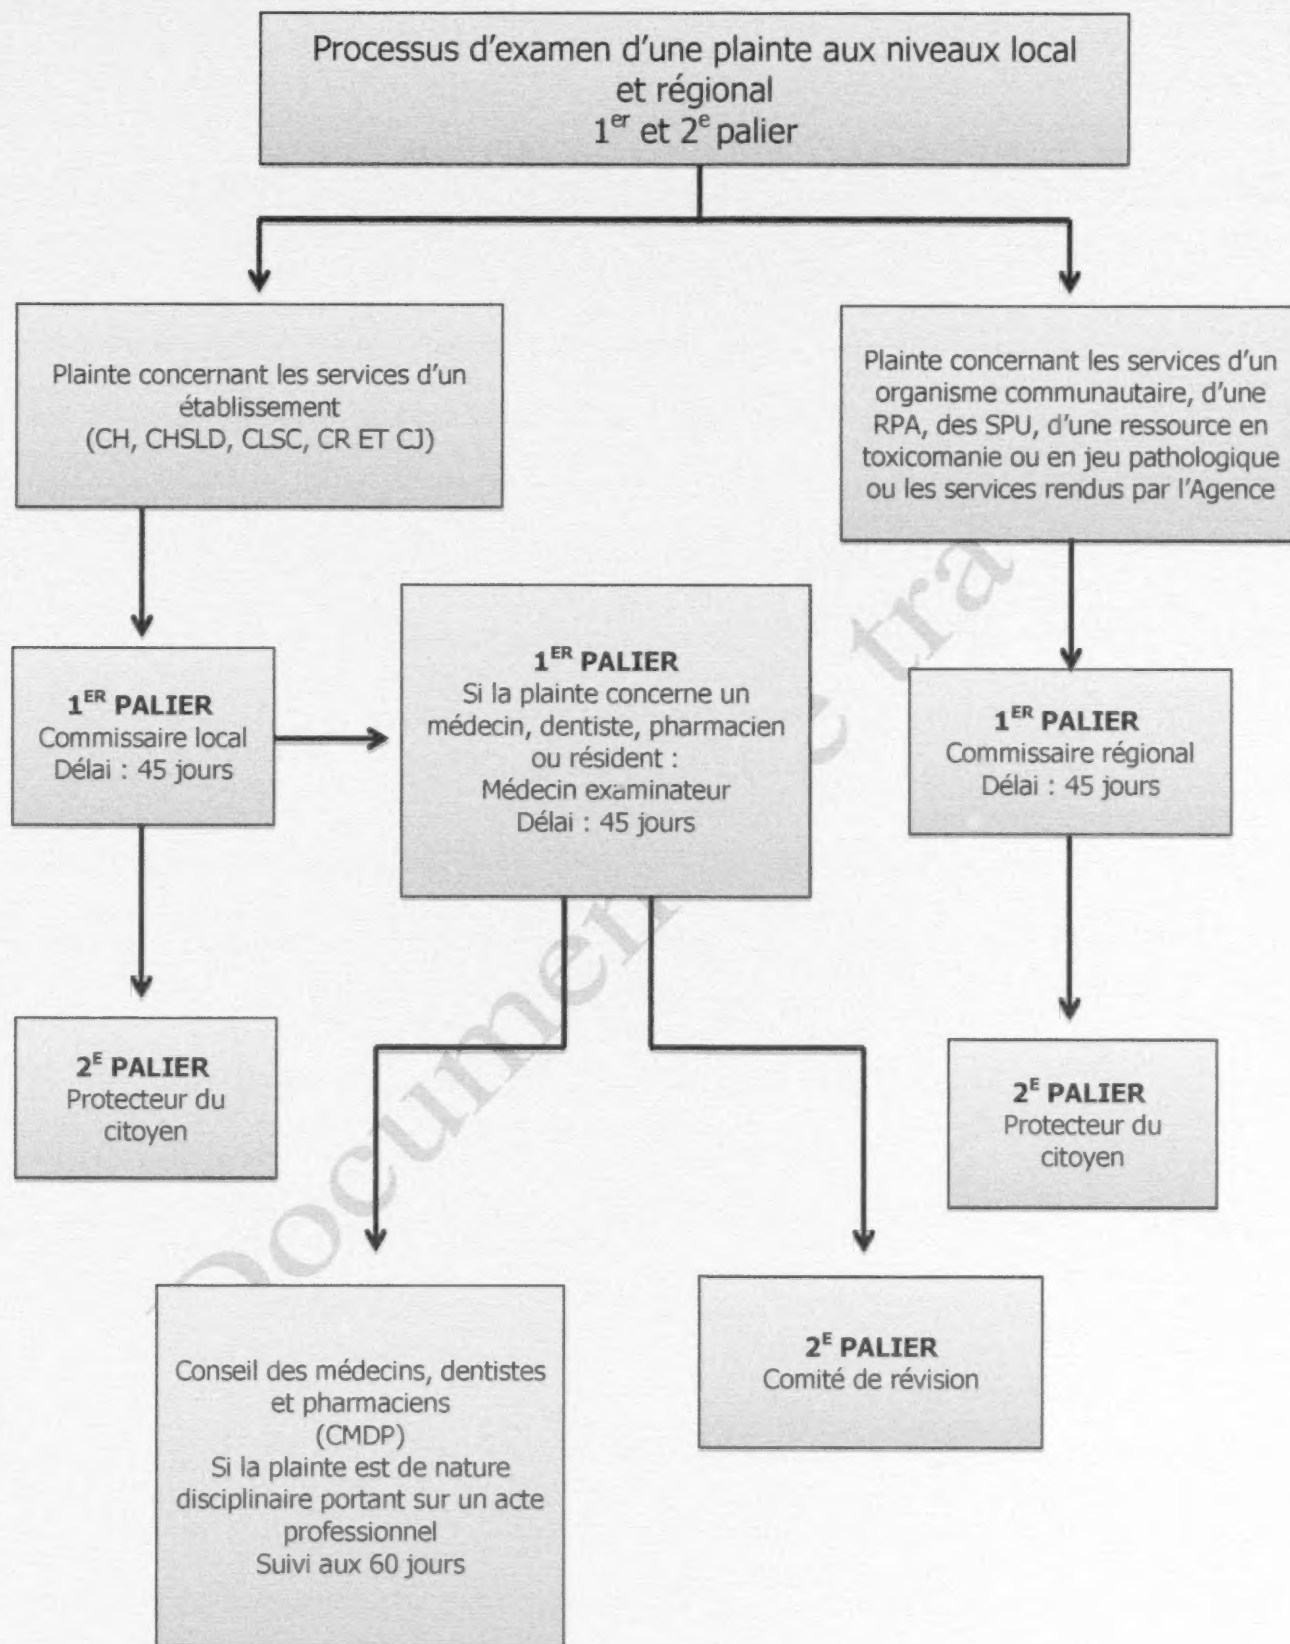 Processus d'examen d'une plainte aux niveaux local
et régional
1er et 2e palier
Plainte concernant les services d'un
établissement
(CH, CHSLD, CLSC, CR ET CJ)
Plainte concernant les services d'un
organisme communautaire, d'une
RPA, des SPU, d'une ressource en
toxicomanie ou en jeu pathologique
ou les services rendus par l'Agence
1ER PALIER
Commissaire local
Délai : 45 jours
1ER PALIER
Si la plainte concerne un
médecin, dentiste, pharmacien
ou résident :
Médecin examinateur
Délai : 45 jours
1ER PALIER
Commissaire régional
Délai : 45 jours
2E PALIER
Protecteur du
citoyen
2E PALIER
Protecteur du
citoyen
Conseil des médecins, dentistes
et pharmaciens
(CMDP)
Si la plainte est de nature
disciplinaire portant sur un acte
professionnel
Suivi aux 60 jours
2E PALIER
Comité de révision